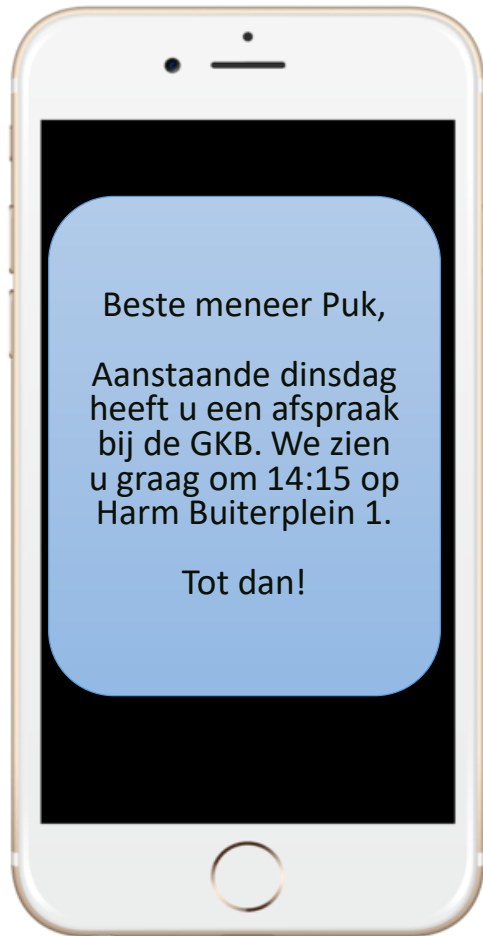 Beste meneer Puk,
Aanstaande dinsdag
heeft u een afspraak
bij de GKB. We zien
u graag om 14:15 op
Harm Buiterplein 1.
Tot dan!